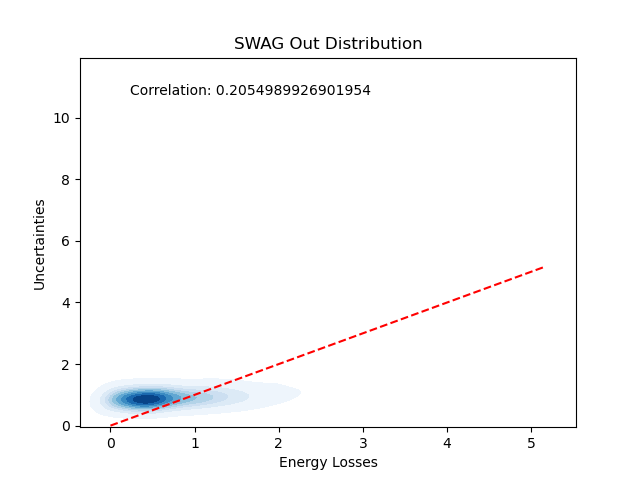 SWAG Out Distribution
Correlation: 0.2054989926901954
10
8
6
4
2
0
Uncertainties
0 1 2 3 4 5
Energy Losses